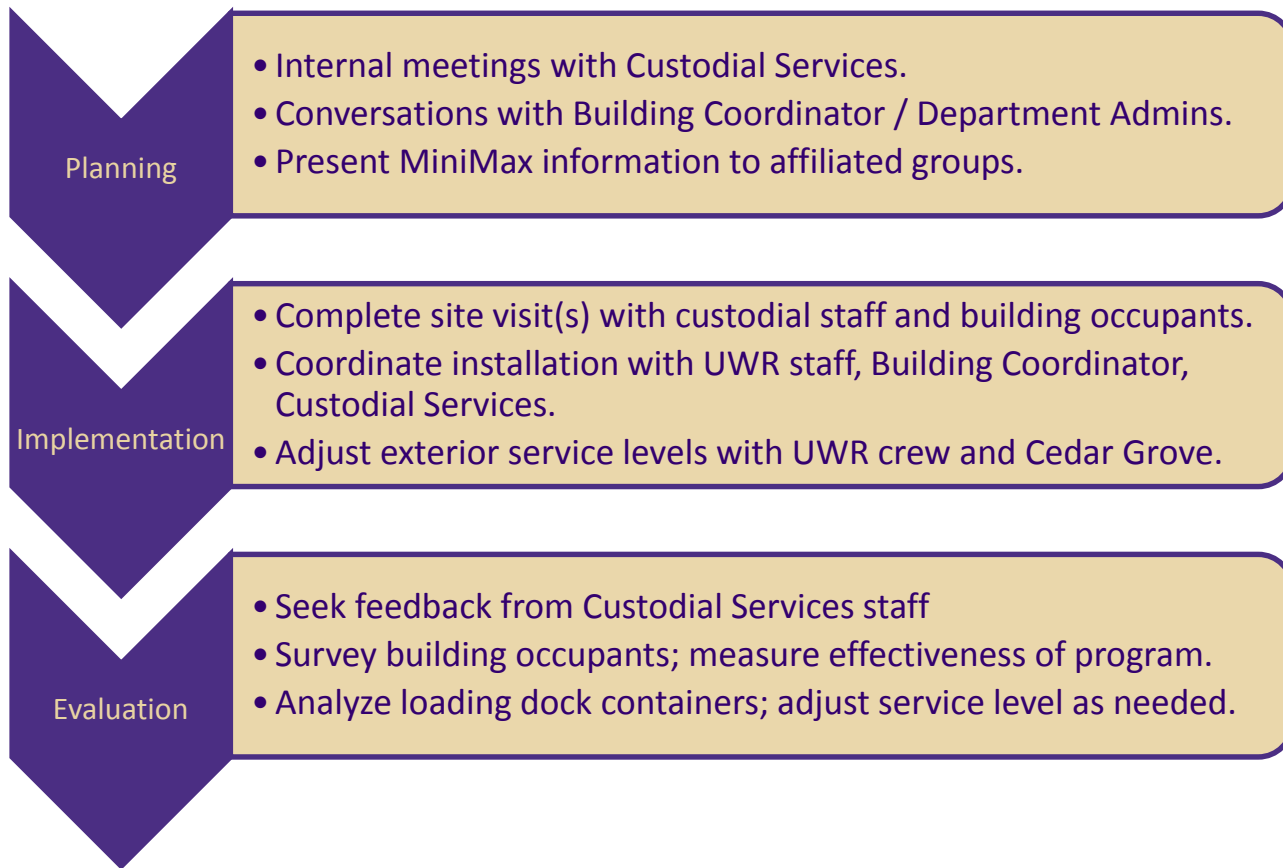 Planning
• Internal meetings with Custodial Services.
• Conversations with Building Coordinator / Department Admins.
• Present MiniMax information to affiliated groups.
Implementation
• Complete site visit(s) with custodial staff and building occupants.
• Coordinate installation with UWR staff, Building Coordinator,
Custodial Services.
• Adjust exterior service levels with UWR crew and Cedar Grove.
Evaluation
• Seek feedback from Custodial Services staff
• Survey building occupants; measure effectiveness of program.
• Analyze loading dock containers; adjust service level as needed.